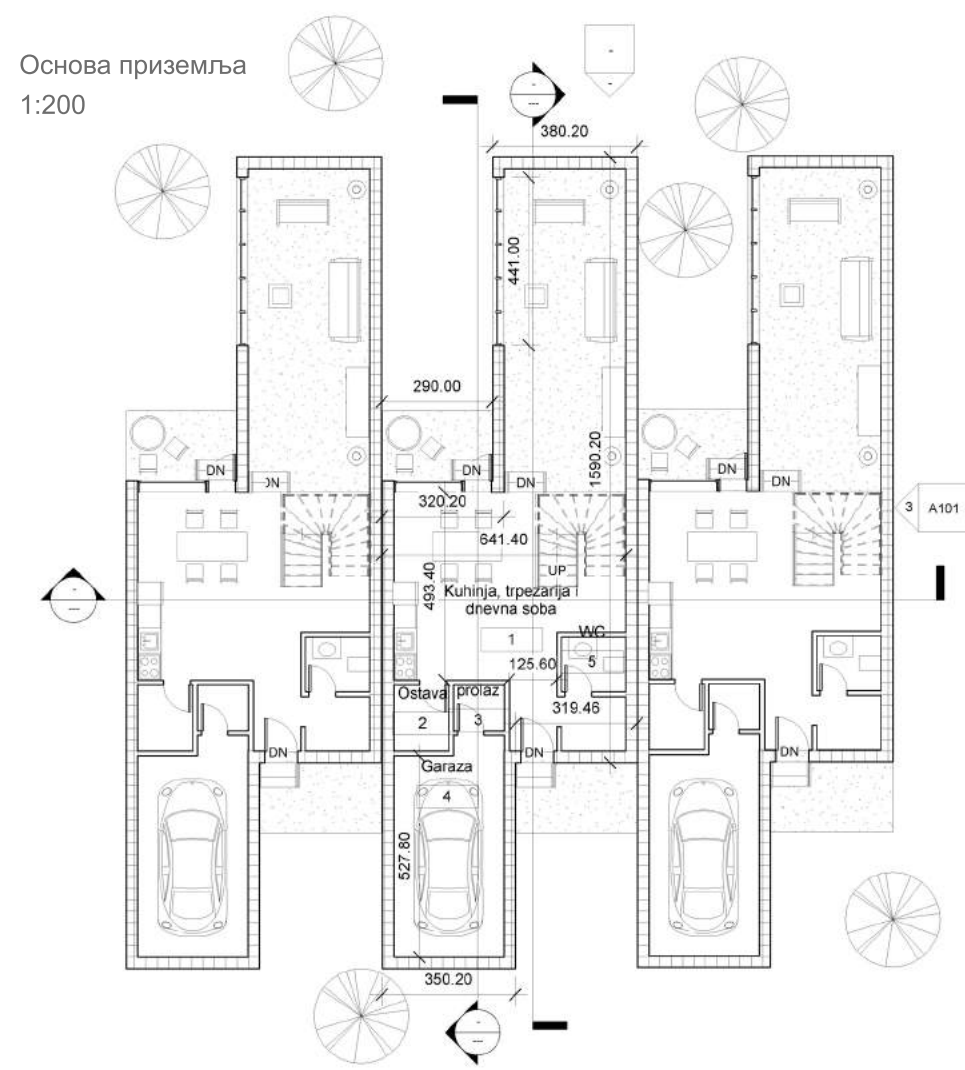 Основа приземља
1:200
380.20
441.00
290.00
1590.20
DN
DN
DN
DN
DN
DN
3
A101
320.20
641.40
UP
493.40
Kuhinja, trpezarija i
dnevna soba
1
WC
5
125.60
Ostava
2
prolaz
3
319.46
DN
DN
DN
Garaza
4
527.80
350.20